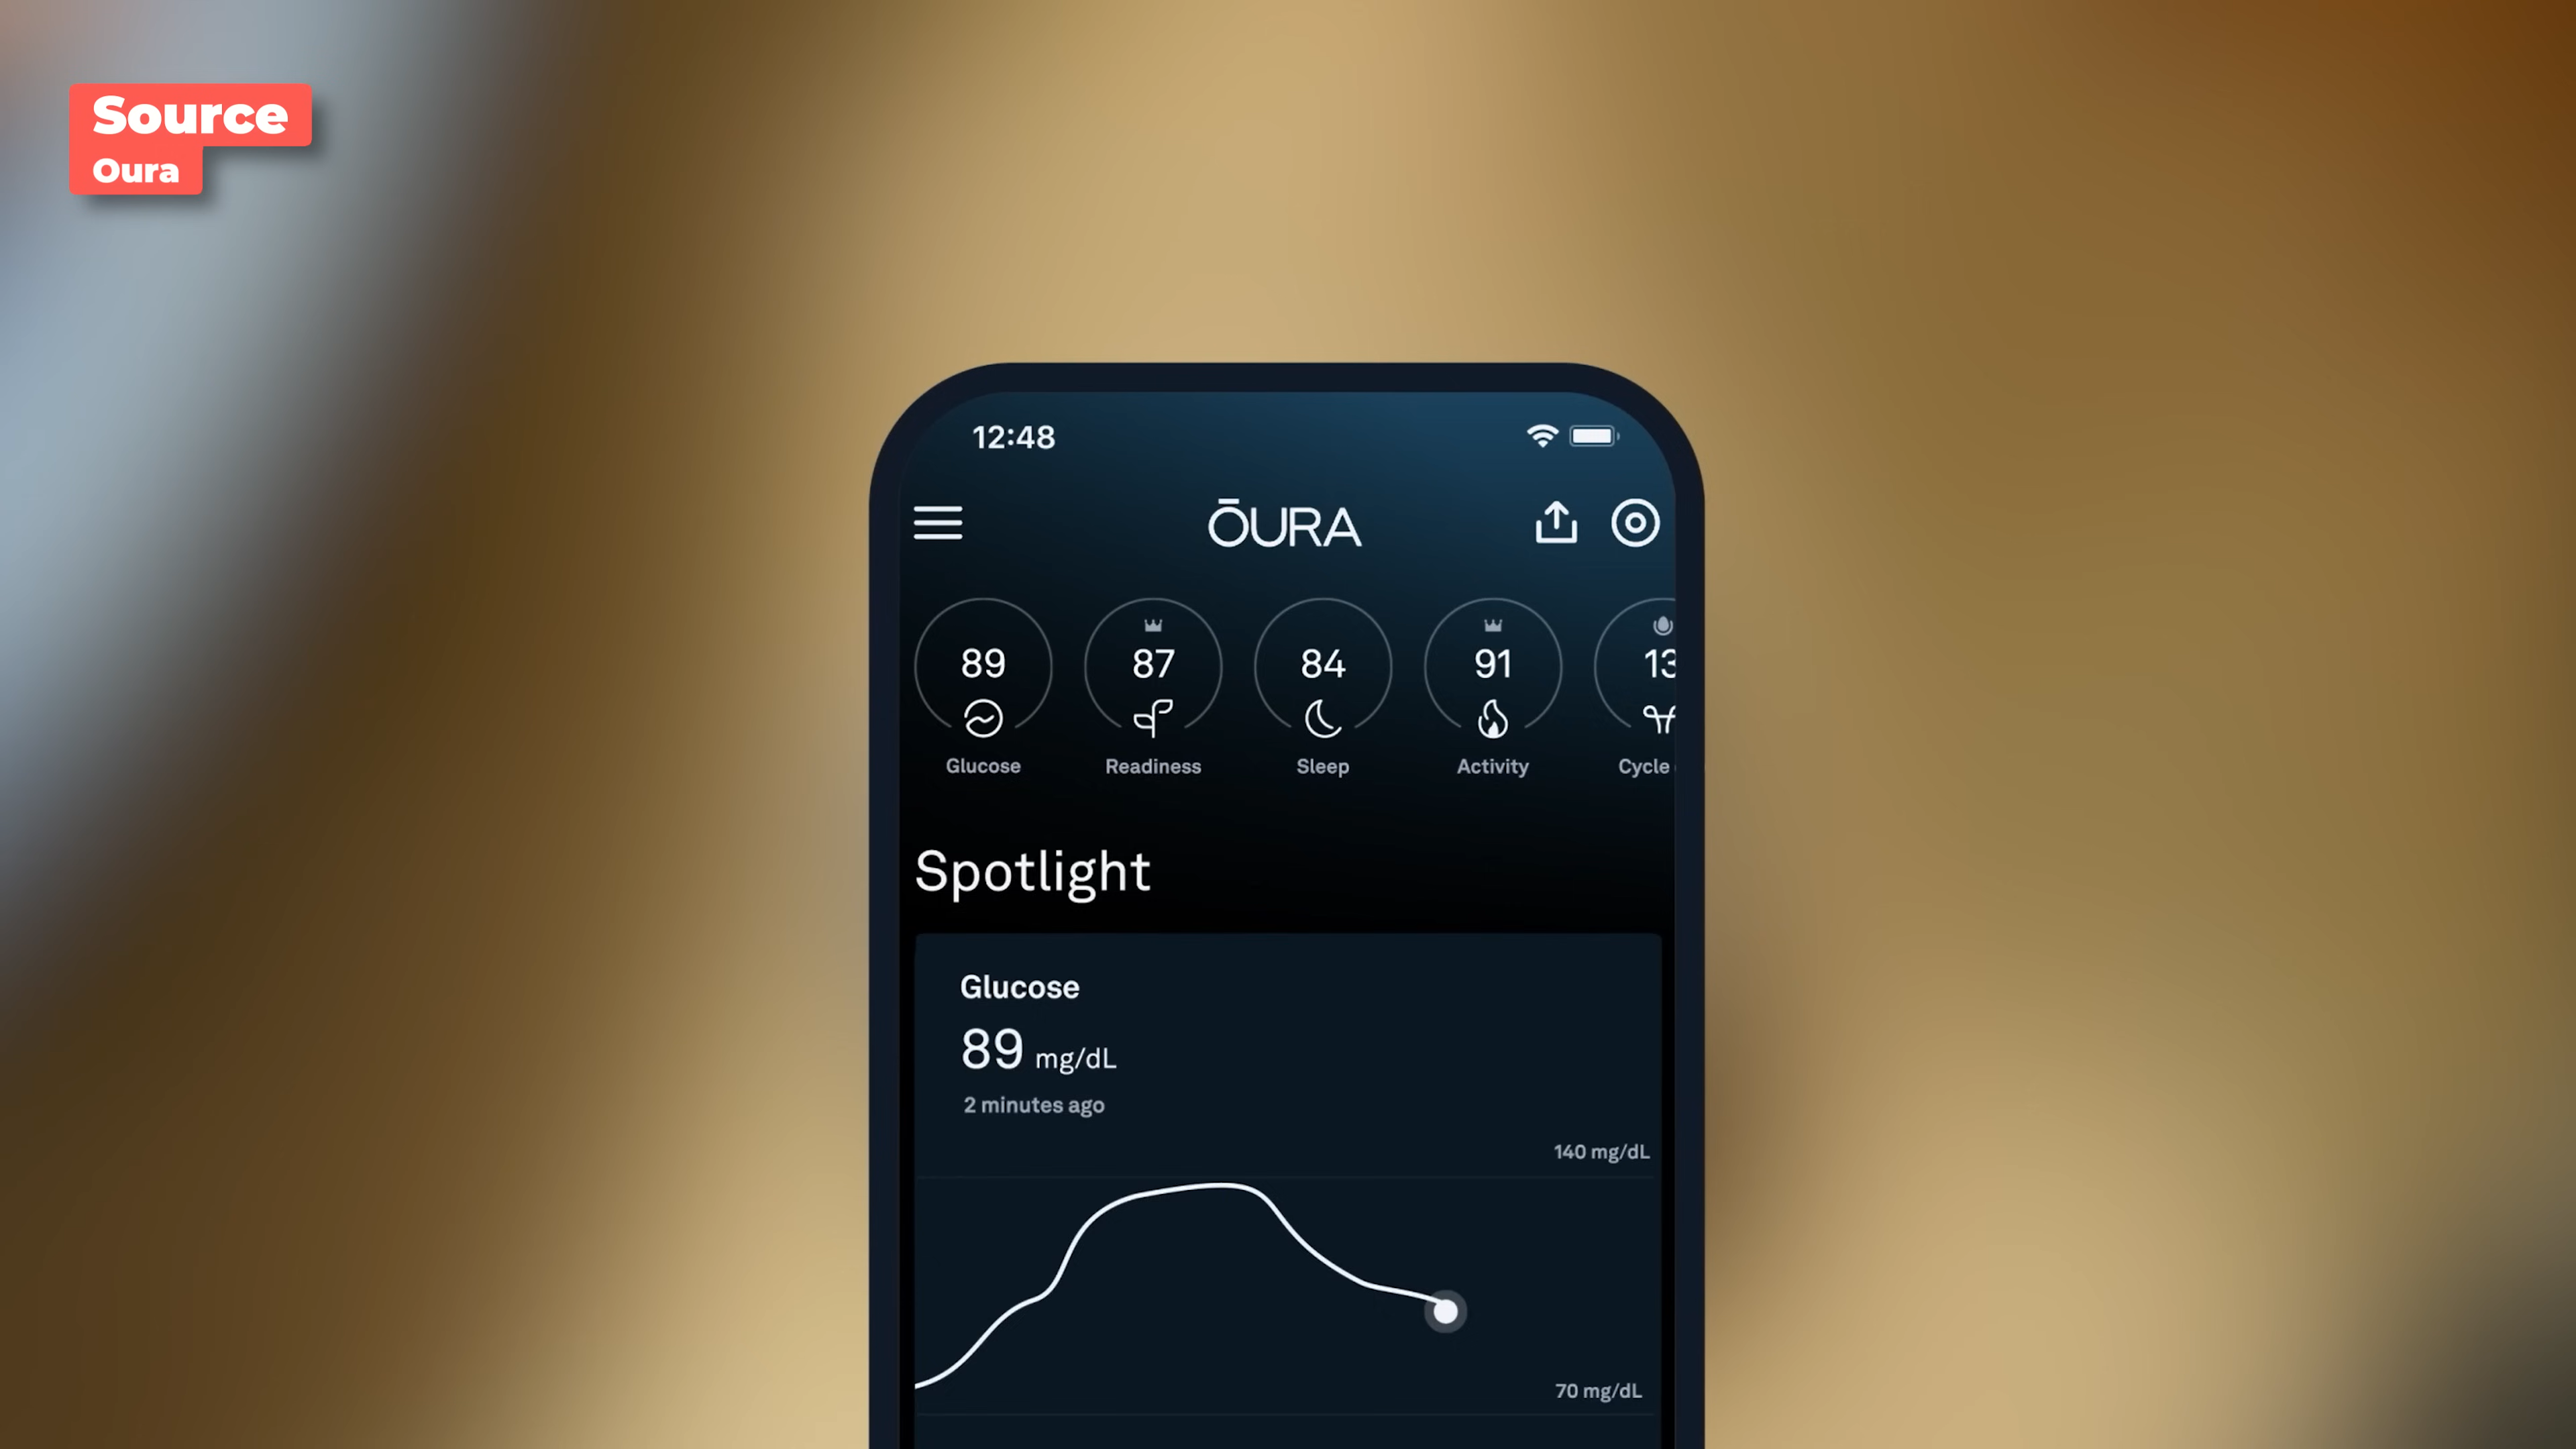 Source
Oura
12:48
ŌURA
89
87
84
91
13
Glucose
Readiness
Sleep
Activity
Cycle
Spotlight
Glucose
89 mg/dL
2 minutes ago
140 mg/dL
70 mg/dL